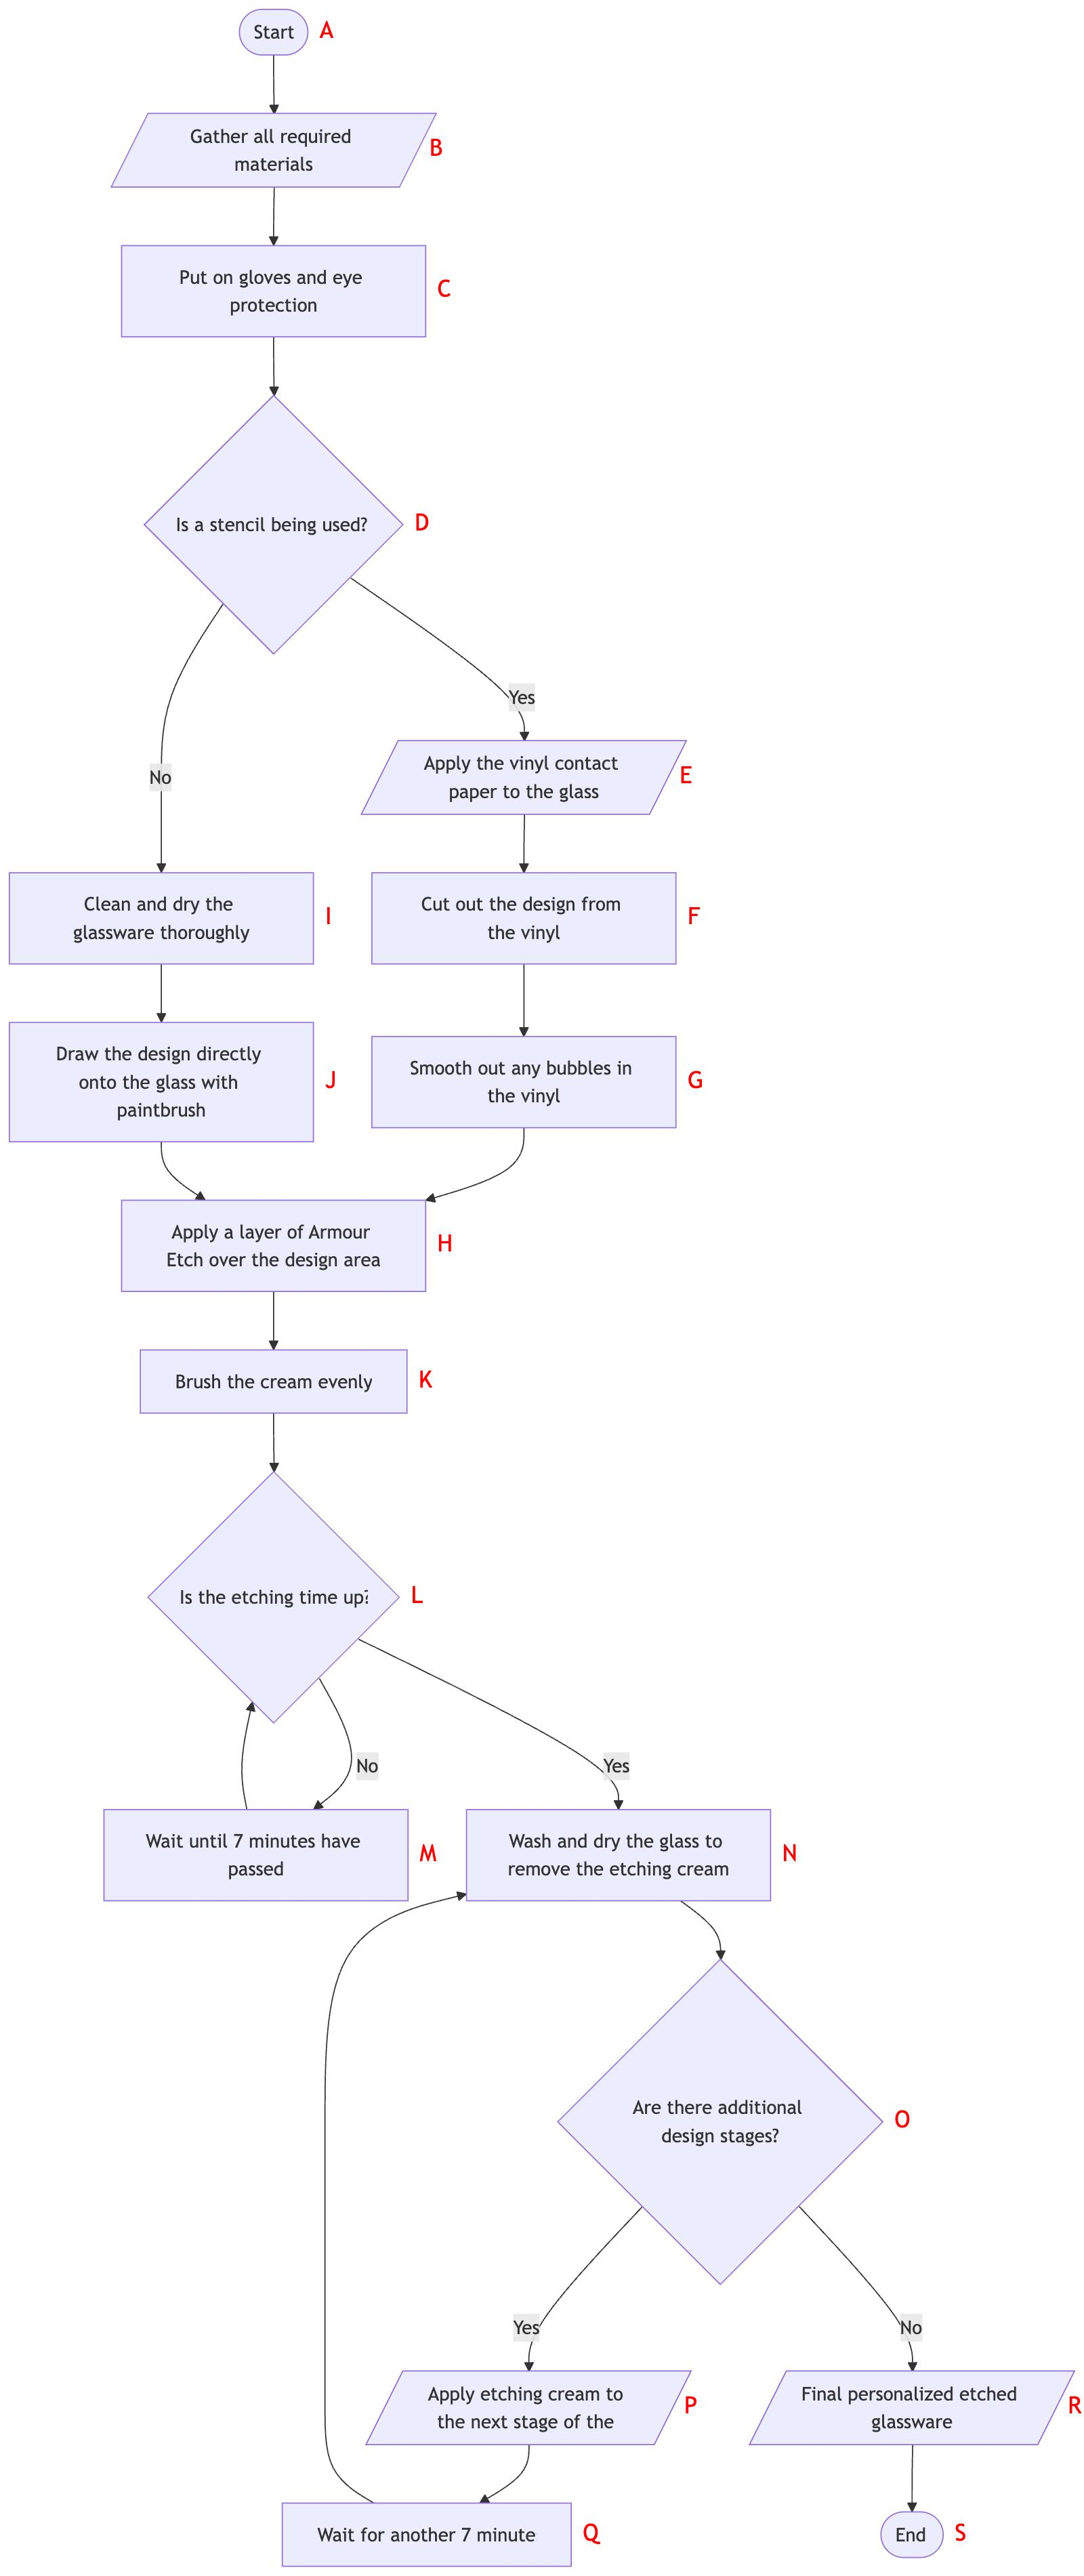 Start
A
Gather all required
materials
B
Put on gloves and eye
protection
C
Is a stencil being used?
D
Yes
No
Apply the vinyl contact
paper to the glass
E
Clean and dry the
glassware thoroughly
I
Cut out the design from
the vinyl
F
Draw the design directly
onto the glass with
paintbrush
J
Smooth out any bubbles in
the vinyl
G
Apply a layer of Armour
Etch over the design area
H
Brush the cream evenly
K
Is the etching time up?
L
No
Yes
Wait until 7 minutes have
passed
M
Wash and dry the glass to
remove the etching cream
N
Are there additional
design stages?
O
Yes
No
Apply etching cream to
the next stage of the
P
Final personalized etched
glassware
R
Wait for another 7 minute
Q
End
S